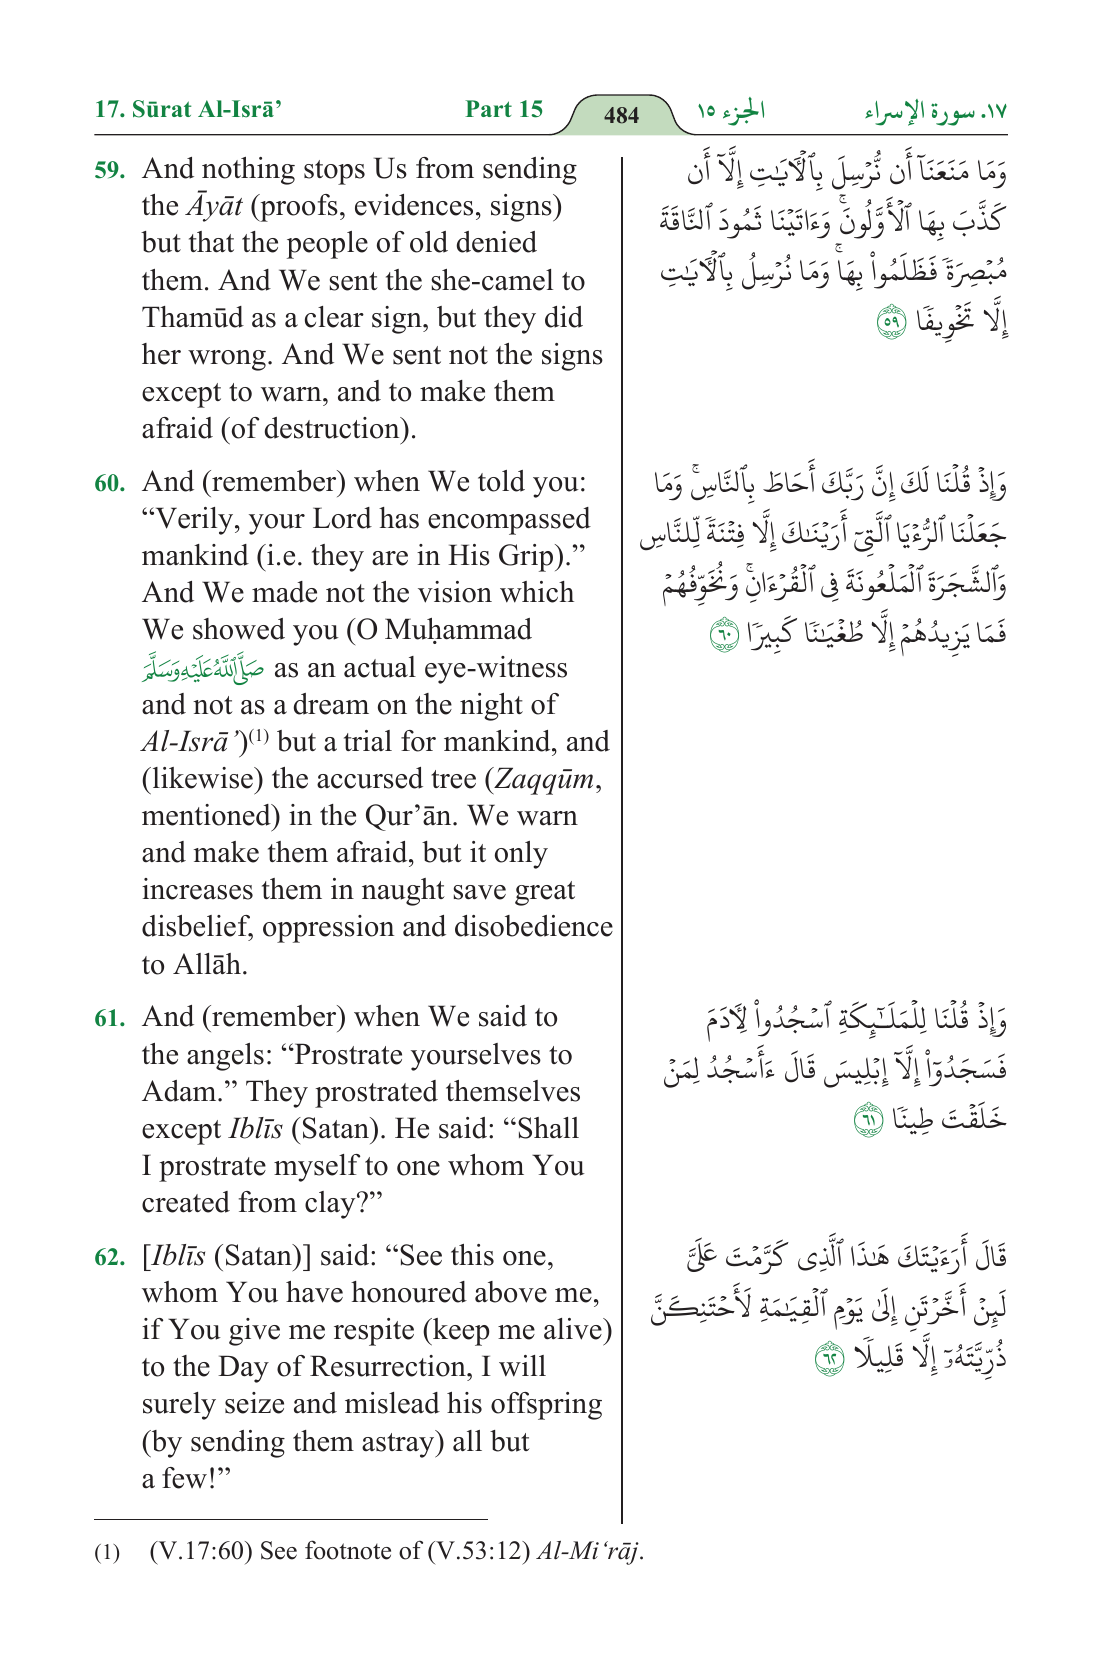 17. Sūrat Al-Isrā’ Part 15 484 الجزء ١٥ ١٧. سورة الإسراء
59. And nothing stops Us from sending
the Āyāt (proofs, evidences, signs)
but that the people of old denied
them. And We sent the she-camel to
Thamūd as a clear sign, but they did
her wrong. And We sent not the signs
except to warn, and to make them
afraid (of destruction).
وَمَا مَنَعَنَآ أَن نُّرْسِلَ بِٱلْأَيَـٰتِ إِلَّآ أَن
كَذَّبَ بِهَا ٱلْأَوَّلُونَ ۚ وَءَاتَيْنَا ثَمُودَ ٱلنَّاقَةَ
مُبْصِرَةً فَظَلَمُوا۟ بِهَا ۚ وَمَا نُرْسِلُ بِٱلْأَيَـٰتِ
إِلَّا تَخْوِيفًا ٥٩
60. And (remember) when We told you:
“Verily, your Lord has encompassed
mankind (i.e. they are in His Grip).”
And We made not the vision which
We showed you (O Muḥammad
صَلَّى ٱللَّهُ عَلَيْهِ وَسَلَّمَ as an actual eye-witness
and not as a dream on the night of
Al-Isrā’)(1) but a trial for mankind, and
(likewise) the accursed tree (Zaqqūm,
mentioned) in the Qur’ān. We warn
and make them afraid, but it only
increases them in naught save great
disbelief, oppression and disobedience
to Allāh.
وَإِذْ قُلْنَا لَكَ إِنَّ رَبَّكَ أَحَاطَ بِٱلنَّاسِ ۚ وَمَا
جَعَلْنَا ٱلرُّءْيَا ٱلَّتِىٓ أَرَيْنَـٰكَ إِلَّا فِتْنَةً لِّلنَّاسِ
وَٱلشَّجَرَةَ ٱلْمَلْعُونَةَ فِى ٱلْقُرْءَانِ ۚ وَنُخَوِّفُهُمْ
فَمَا يَزِيدُهُمْ إِلَّا طُغْيَـٰنًا كَبِيرًا ٦٠
61. And (remember) when We said to
the angels: “Prostrate yourselves to
Adam.” They prostrated themselves
except Iblīs (Satan). He said: “Shall
I prostrate myself to one whom You
created from clay?”
وَإِذْ قُلْنَا لِلْمَلَـٰٓئِكَةِ ٱسْجُدُوا۟ لِأَدَمَ
فَسَجَدُوٓا۟ إِلَّآ إِبْلِيسَ قَالَ ءَأَسْجُدُ لِمَنْ
خَلَقْتَ طِينًا ٦١
62. [Iblīs (Satan)] said: “See this one,
whom You have honoured above me,
if You give me respite (keep me alive)
to the Day of Resurrection, I will
surely seize and mislead his offspring
(by sending them astray) all but
a few!”
قَالَ أَرَءَيْتَكَ هَـٰذَا ٱلَّذِى كَرَّمْتَ عَلَىَّ
لَئِنْ أَخَّرْتَنِ إِلَىٰ يَوْمِ ٱلْقِيَـٰمَةِ لَأَحْتَنِكَنَّ
ذُرِّيَّتَهُۥٓ إِلَّا قَلِيلًا ٦٢
(1) (V.17:60) See footnote of (V.53:12) Al-Mi‘rāj.